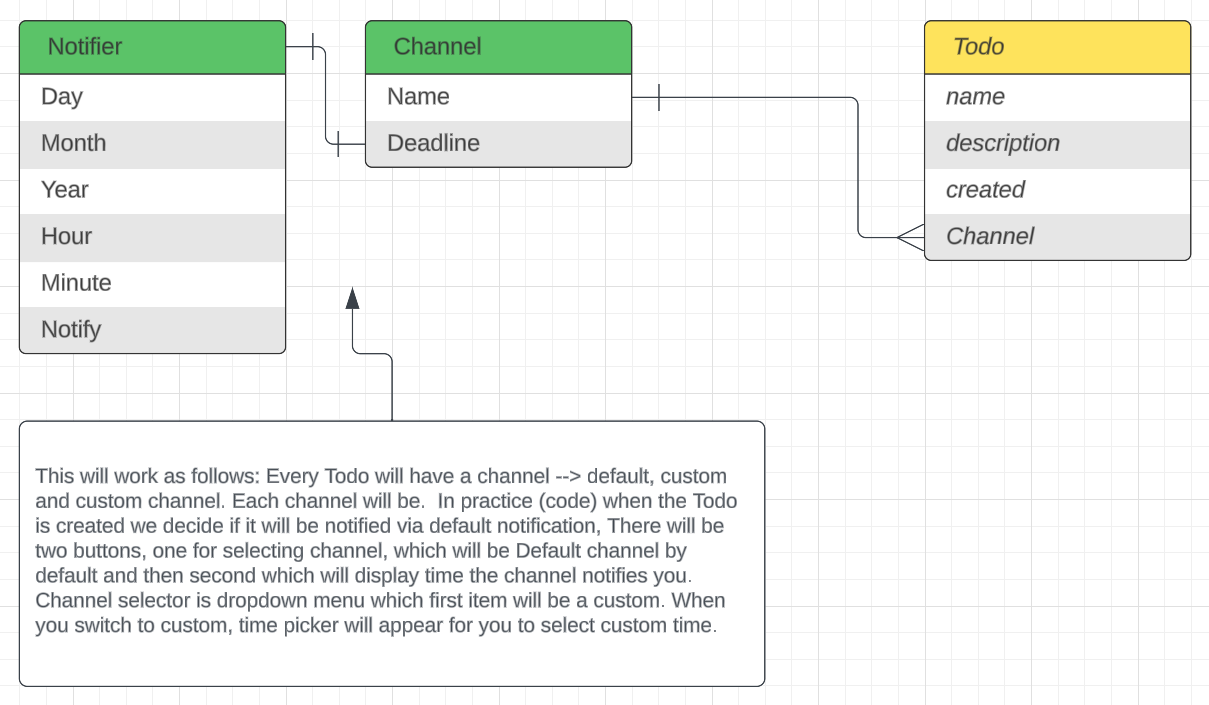 Notifier
Day
Month
Year
Hour
Minute
Notify
Channel
Name
Deadline
Todo
name
description
created
Channel
This will work as follows: Every Todo will have a channel --> default, custom
and custom channel. Each channel will be.  In practice (code) when the Todo
is created we decide if it will be notified via default notification, There will be
two buttons, one for selecting channel, which will be Default channel by
default and then second which will display time the channel notifies you.
Channel selector is dropdown menu which first item will be a custom. When
you switch to custom, time picker will appear for you to select custom time.